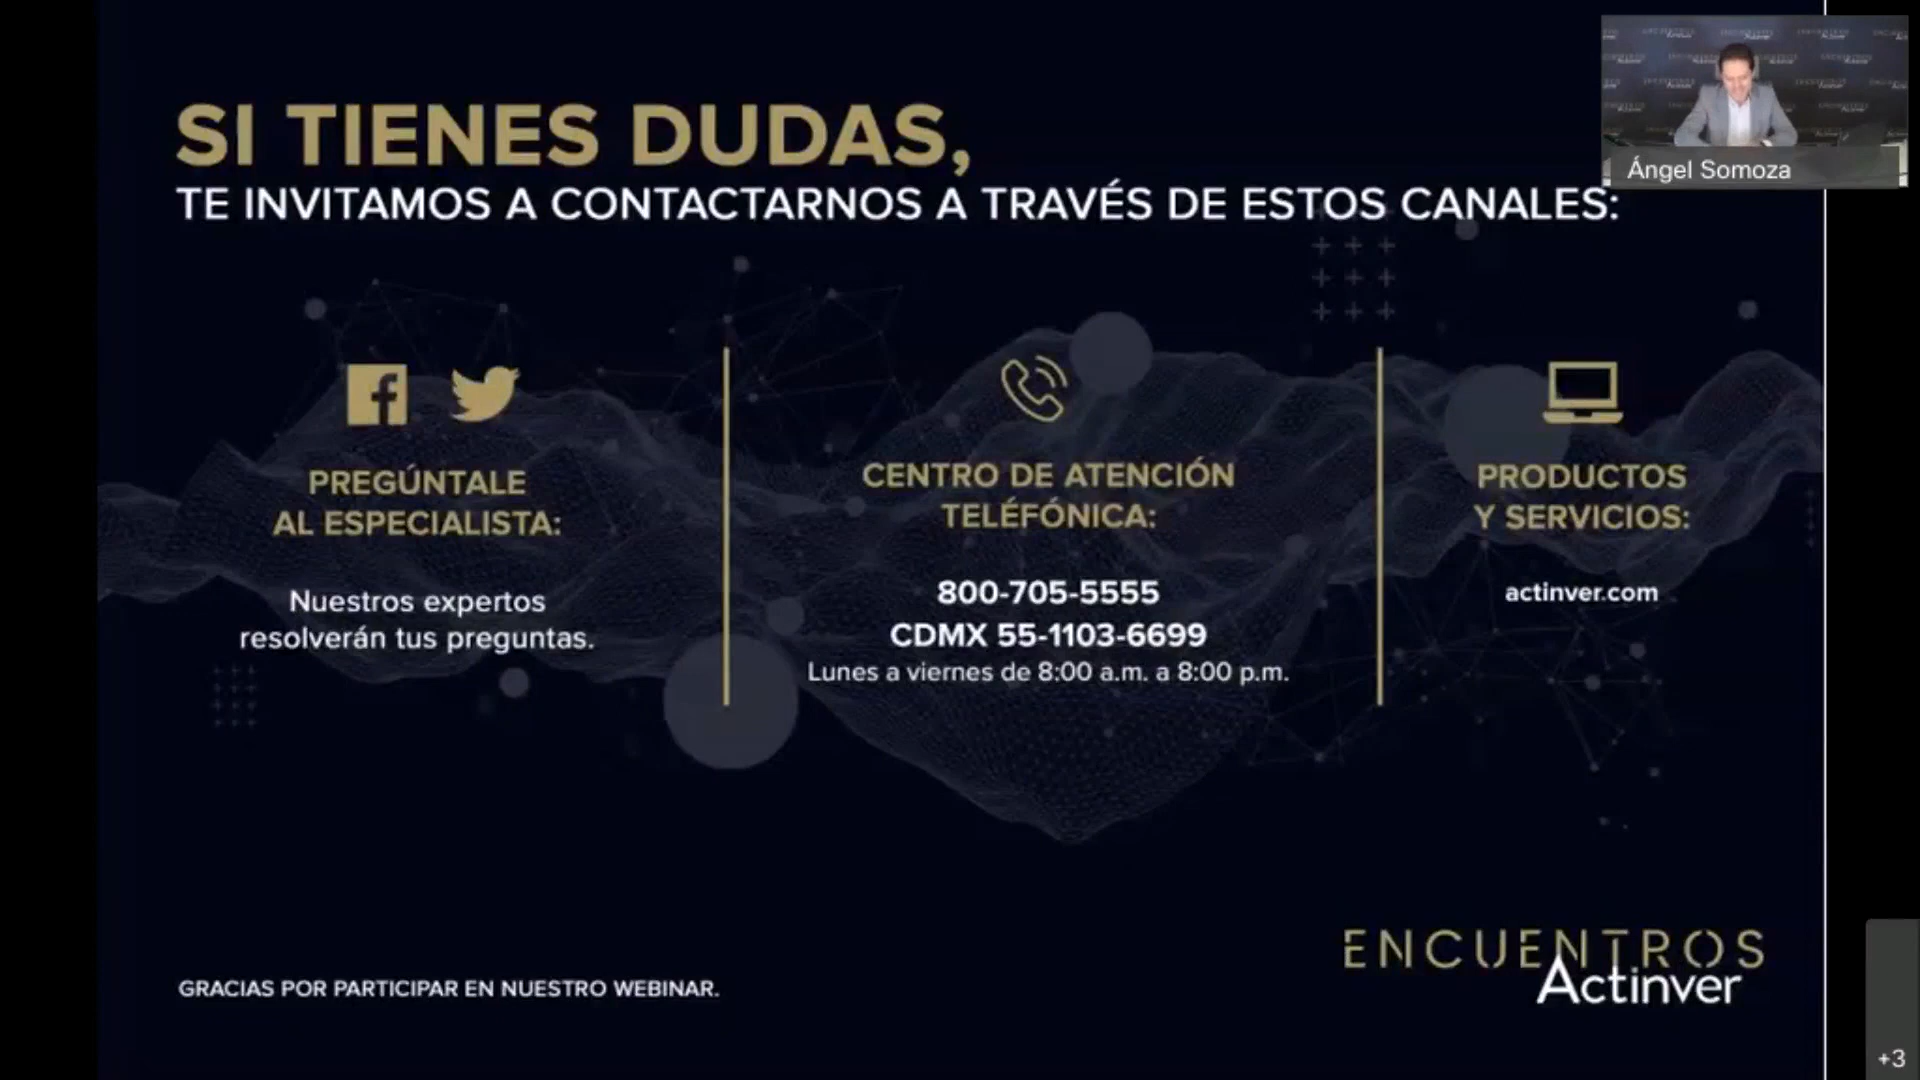 SI TIENES DUDAS,
TE INVITAMOS A CONTACTARNOS A TRAVÉS DE ESTOS CANALES:
Ángel Somoza
PREGÚNTALE
AL ESPECIALISTA:
Nuestros expertos
resolverán tus preguntas.
CENTRO DE ATENCIÓN
TELÉFÓNICA:
800-705-5555
CDMX 55-1103-6699
Lunes a viernes de 8:00 a.m. a 8:00 p.m.
PRODUCTOS
Y SERVICIOS:
actinver.com
GRACIAS POR PARTICIPAR EN NUESTRO WEBINAR.
ENCUENTROS
Actinver
+3